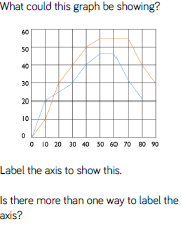 What could this graph be showing?
60
50
40
30
20
10
0
0 10 20 30 40 50 60 70 80 90
Label the axis to show this.
Is there more than one way to label the
axis?